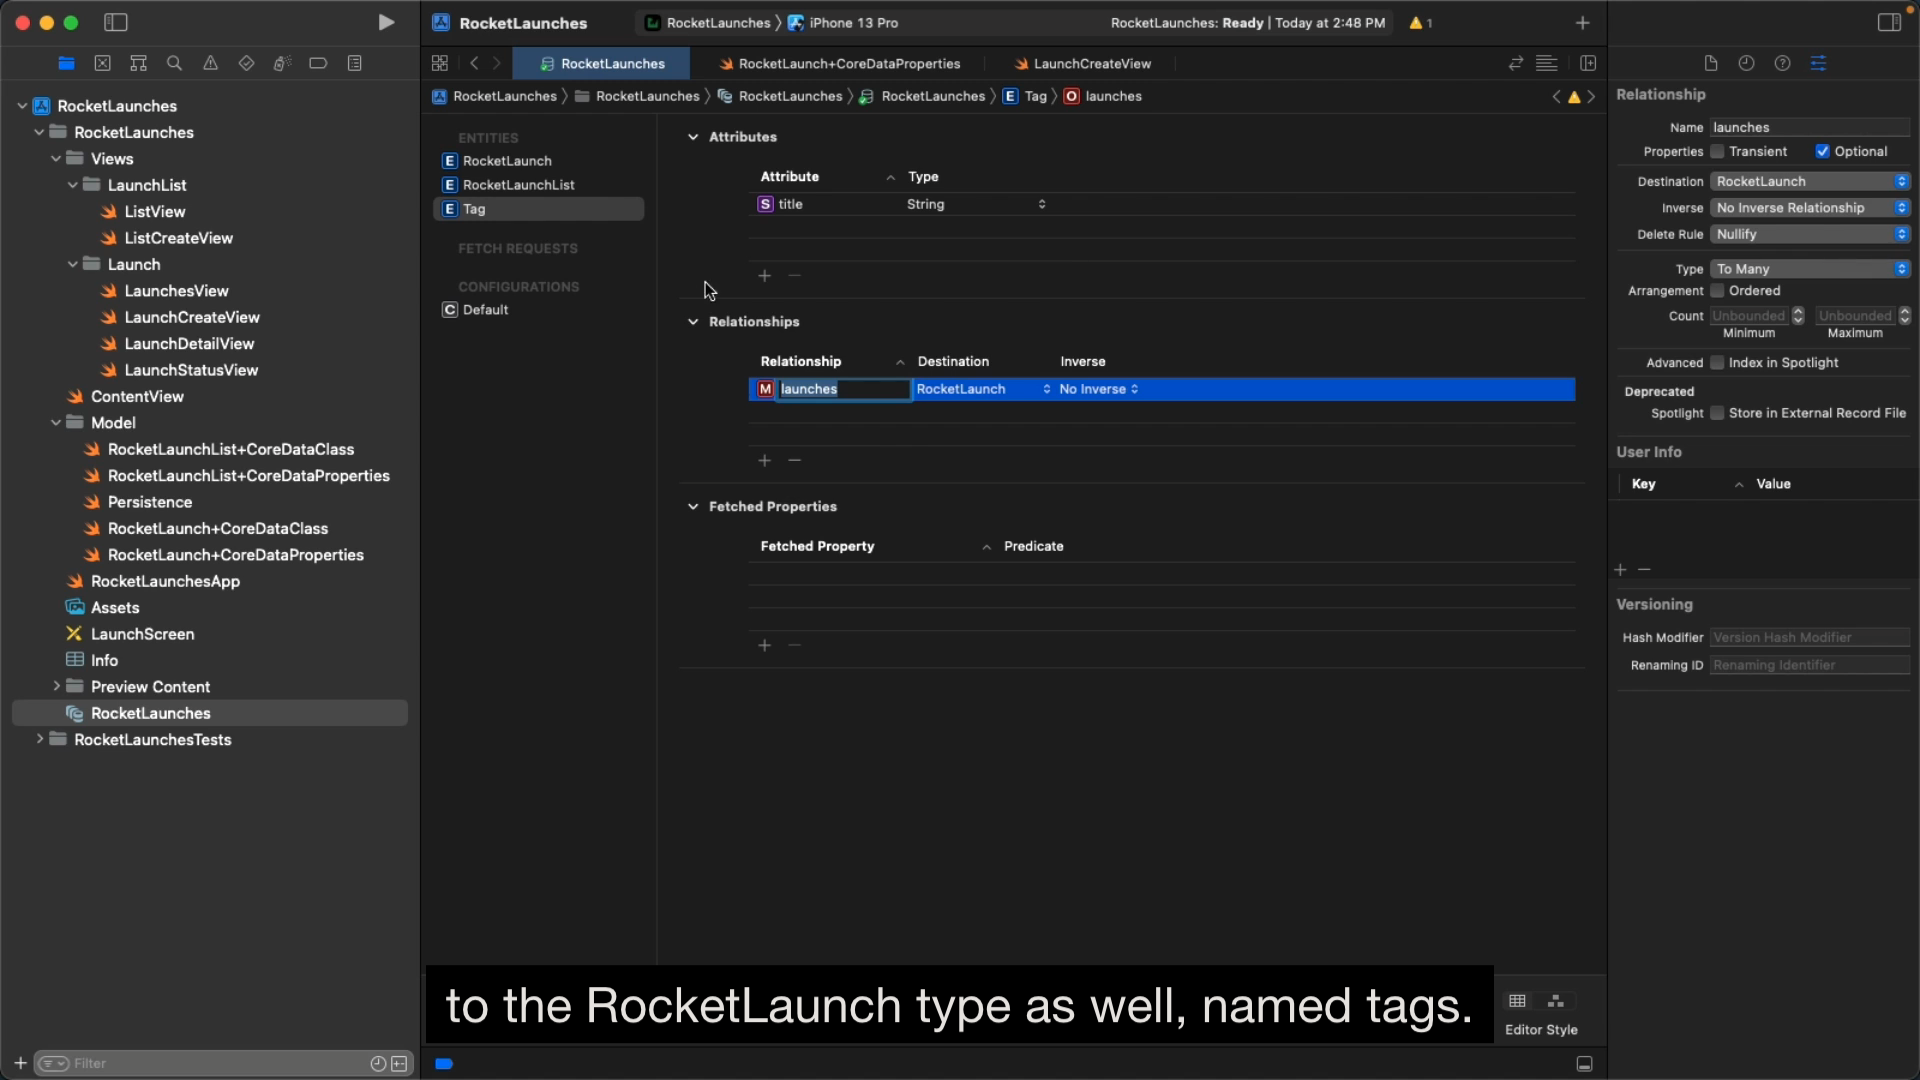 RocketLaunches
RocketLaunches
iPhone 13 Pro
RocketLaunches: Ready | Today at 2:48 PM
1
RocketLaunches
RocketLaunch+CoreDataProperties
LaunchCreateView
RocketLaunches
RocketLaunches
RocketLaunches
RocketLaunches
E Tag
O launches
RocketLaunches
RocketLaunches
Views
LaunchList
ListView
ListCreateView
Launch
LaunchesView
LaunchCreateView
LaunchDetailView
LaunchStatusView
ContentView
Model
RocketLaunchList+CoreDataClass
RocketLaunchList+CoreDataProperties
Persistence
RocketLaunch+CoreDataClass
RocketLaunch+CoreDataProperties
RocketLaunchesApp
Assets
LaunchScreen
Info
Preview Content
RocketLaunches
RocketLaunchesTests
Filter
ENTITIES
E RocketLaunch
E RocketLaunchList
E Tag
FETCH REQUESTS
CONFIGURATIONS
C Default
Attributes
Attribute Type
S title String
Relationships
Relationship Destination Inverse
M launches RocketLaunch No Inverse
Fetched Properties
Fetched Property Predicate
to the RocketLaunch type as well, named tags.
Editor Style
Relationship
Name launches
Properties Transient Optional
Destination RocketLaunch
Inverse No Inverse Relationship
Delete Rule Nullify
Type To Many
Arrangement Ordered
Count Unbounded Unbounded
Minimum Maximum
Advanced Index in Spotlight
Deprecated
Spotlight Store in External Record File
User Info
Key Value
Versioning
Hash Modifier Version Hash Modifier
Renaming ID Renaming Identifier